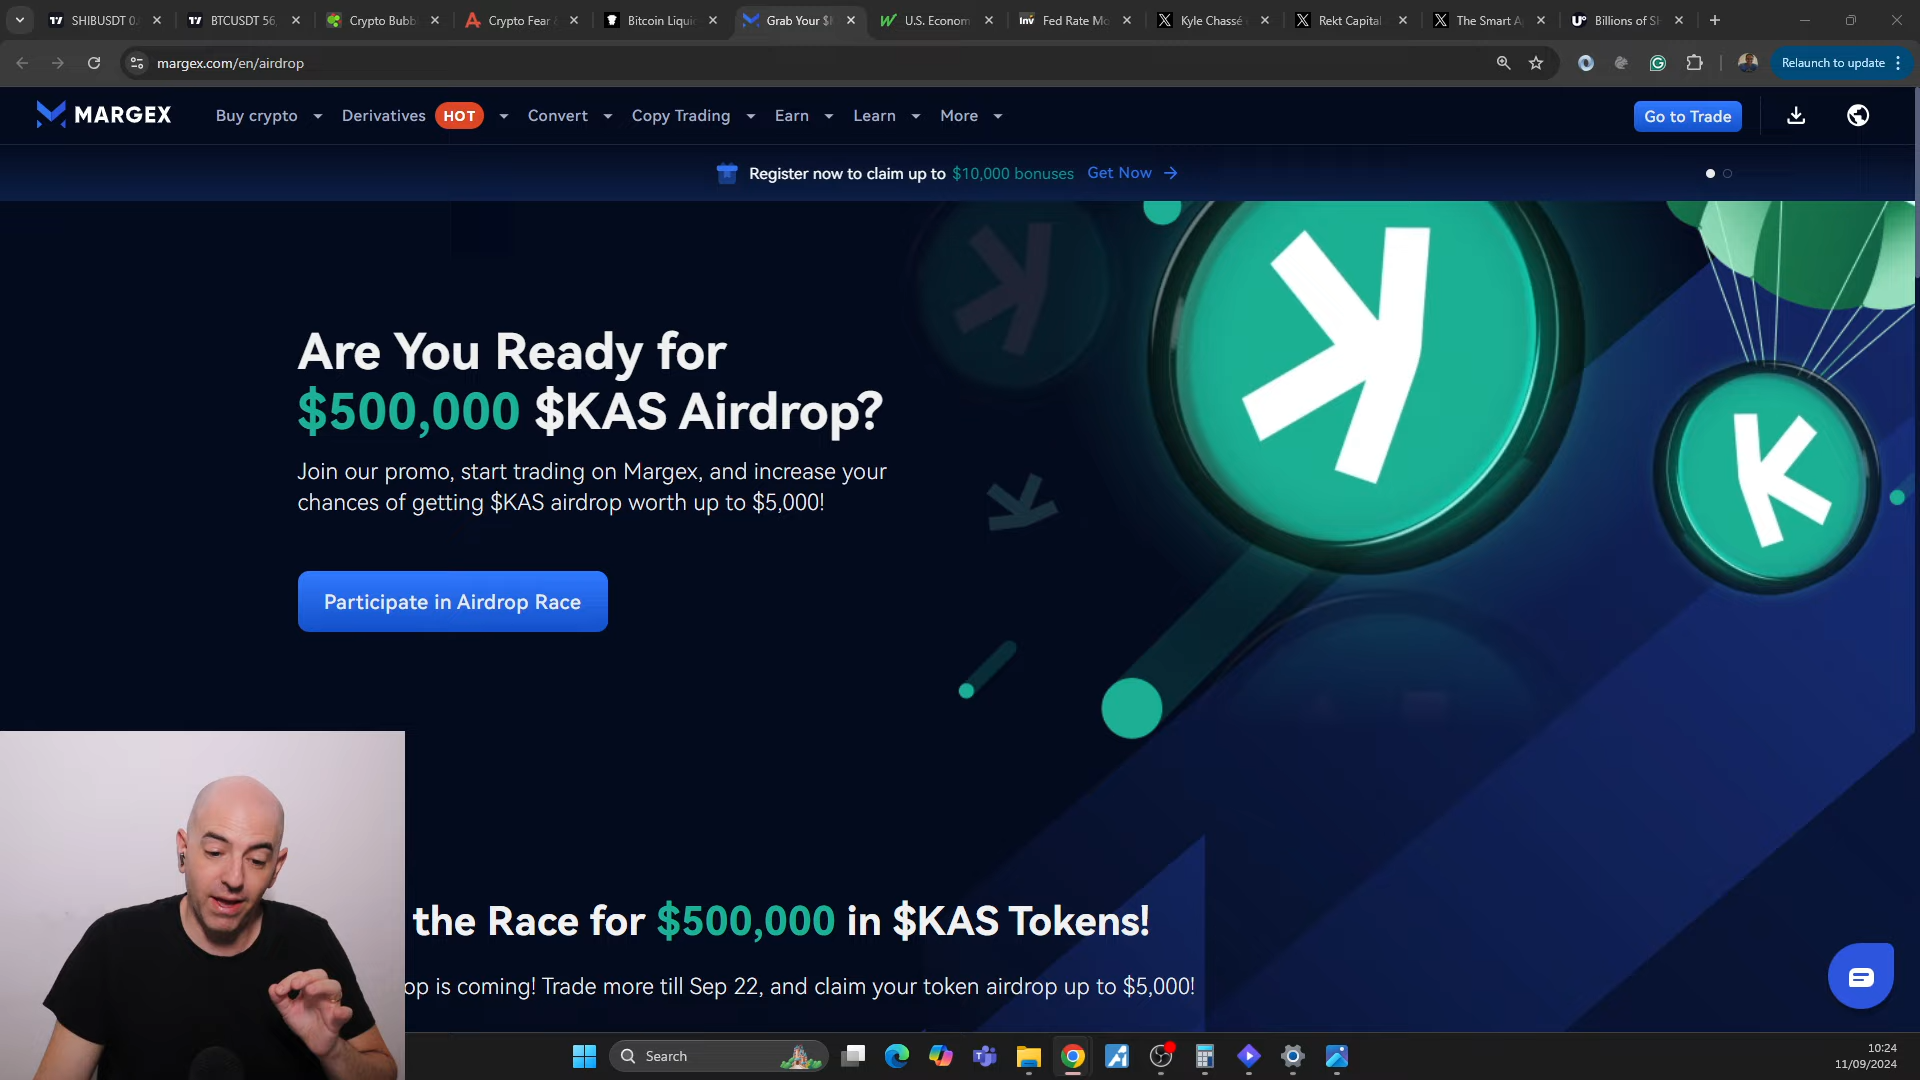 SHIBUSDT 0.
BTCUSDT 56,
Crypto Bubb
Crypto Fear &
Bitcoin Liquid
Grab Your $K
U.S. Econom
Fed Rate Mo
Kyle Chassé
Rekt Capital
The Smart A
Billions of SH
margex.com/en/airdrop
Relaunch to update
MARGEX
Buy crypto
Derivatives HOT
Convert
Copy Trading
Earn
Learn
More
Go to Trade
Register now to claim up to $10,000 bonuses Get Now →
Are You Ready for
$500,000 $KAS Airdrop?
Join our promo, start trading on Margex, and increase your
chances of getting $KAS airdrop worth up to $5,000!
Participate in Airdrop Race
the Race for $500,000 in $KAS Tokens!
op is coming! Trade more till Sep 22, and claim your token airdrop up to $5,000!
Search
10:24
11/09/2024